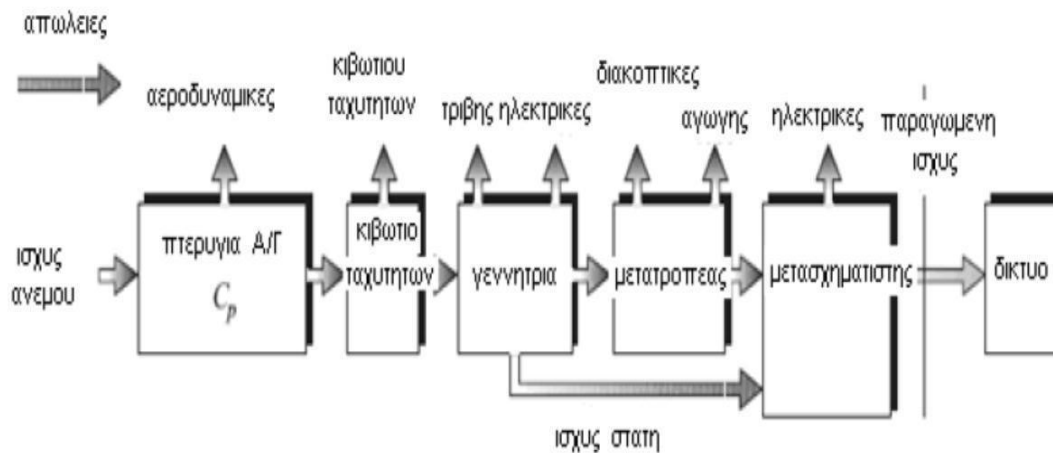 απωλειες
αεροδυναμικες
κιβωτιου
ταχυτητων
τριβης ηλεκτρικες
διακοπτικες
αγωγης
ηλεκτρικες
παραγωμενη
ισχυς
ισχυς
ανεμου
πτερυγια Α/Γ
C_p
κιβωτιο
ταχυτητων
γεννητρια
μετατροπεας
μετασχηματιστης
δικτυο
ισχυς στατη